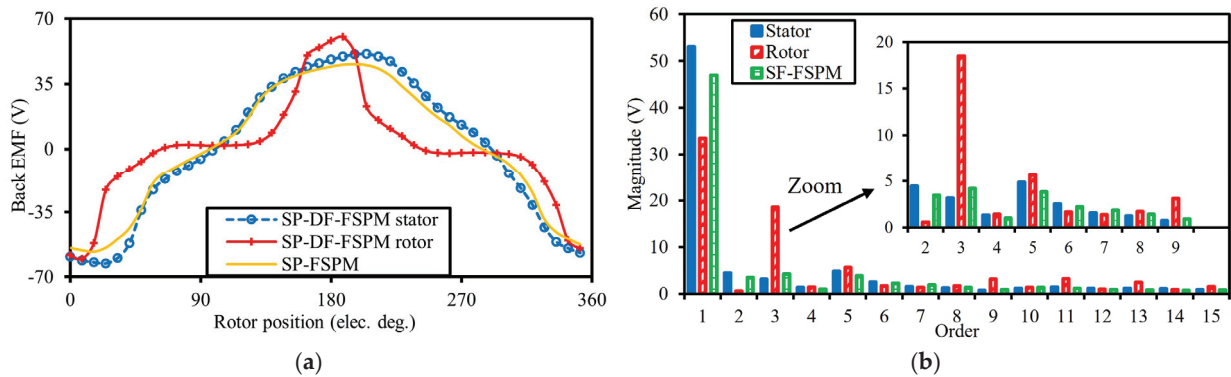 70
35
0
-35
-70
Back EMF (V)
SP-DF-FSPM stator
SP-DF-FSPM rotor
SP-FSPM
0 90 180 270 360
Rotor position (elec. deg.)
(a)
60
50
40
30
20
10
0
Magnitude (V)
Stator
Rotor
SF-FSPM
Zoom
20
15
10
5
0
2 3 4 5 6 7 8 9
1 2 3 4 5 6 7 8 9 10 11 12 13 14 15
Order
(b)